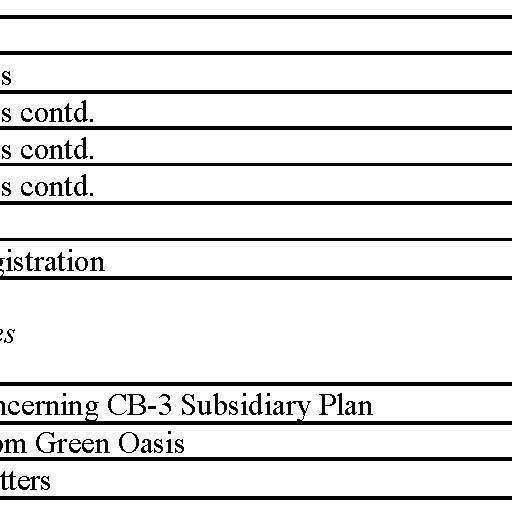 s
s contd.
s contd.
s contd.
gistration
es
ncerning CB-3 Subsidiary Plan
om Green Oasis
tters